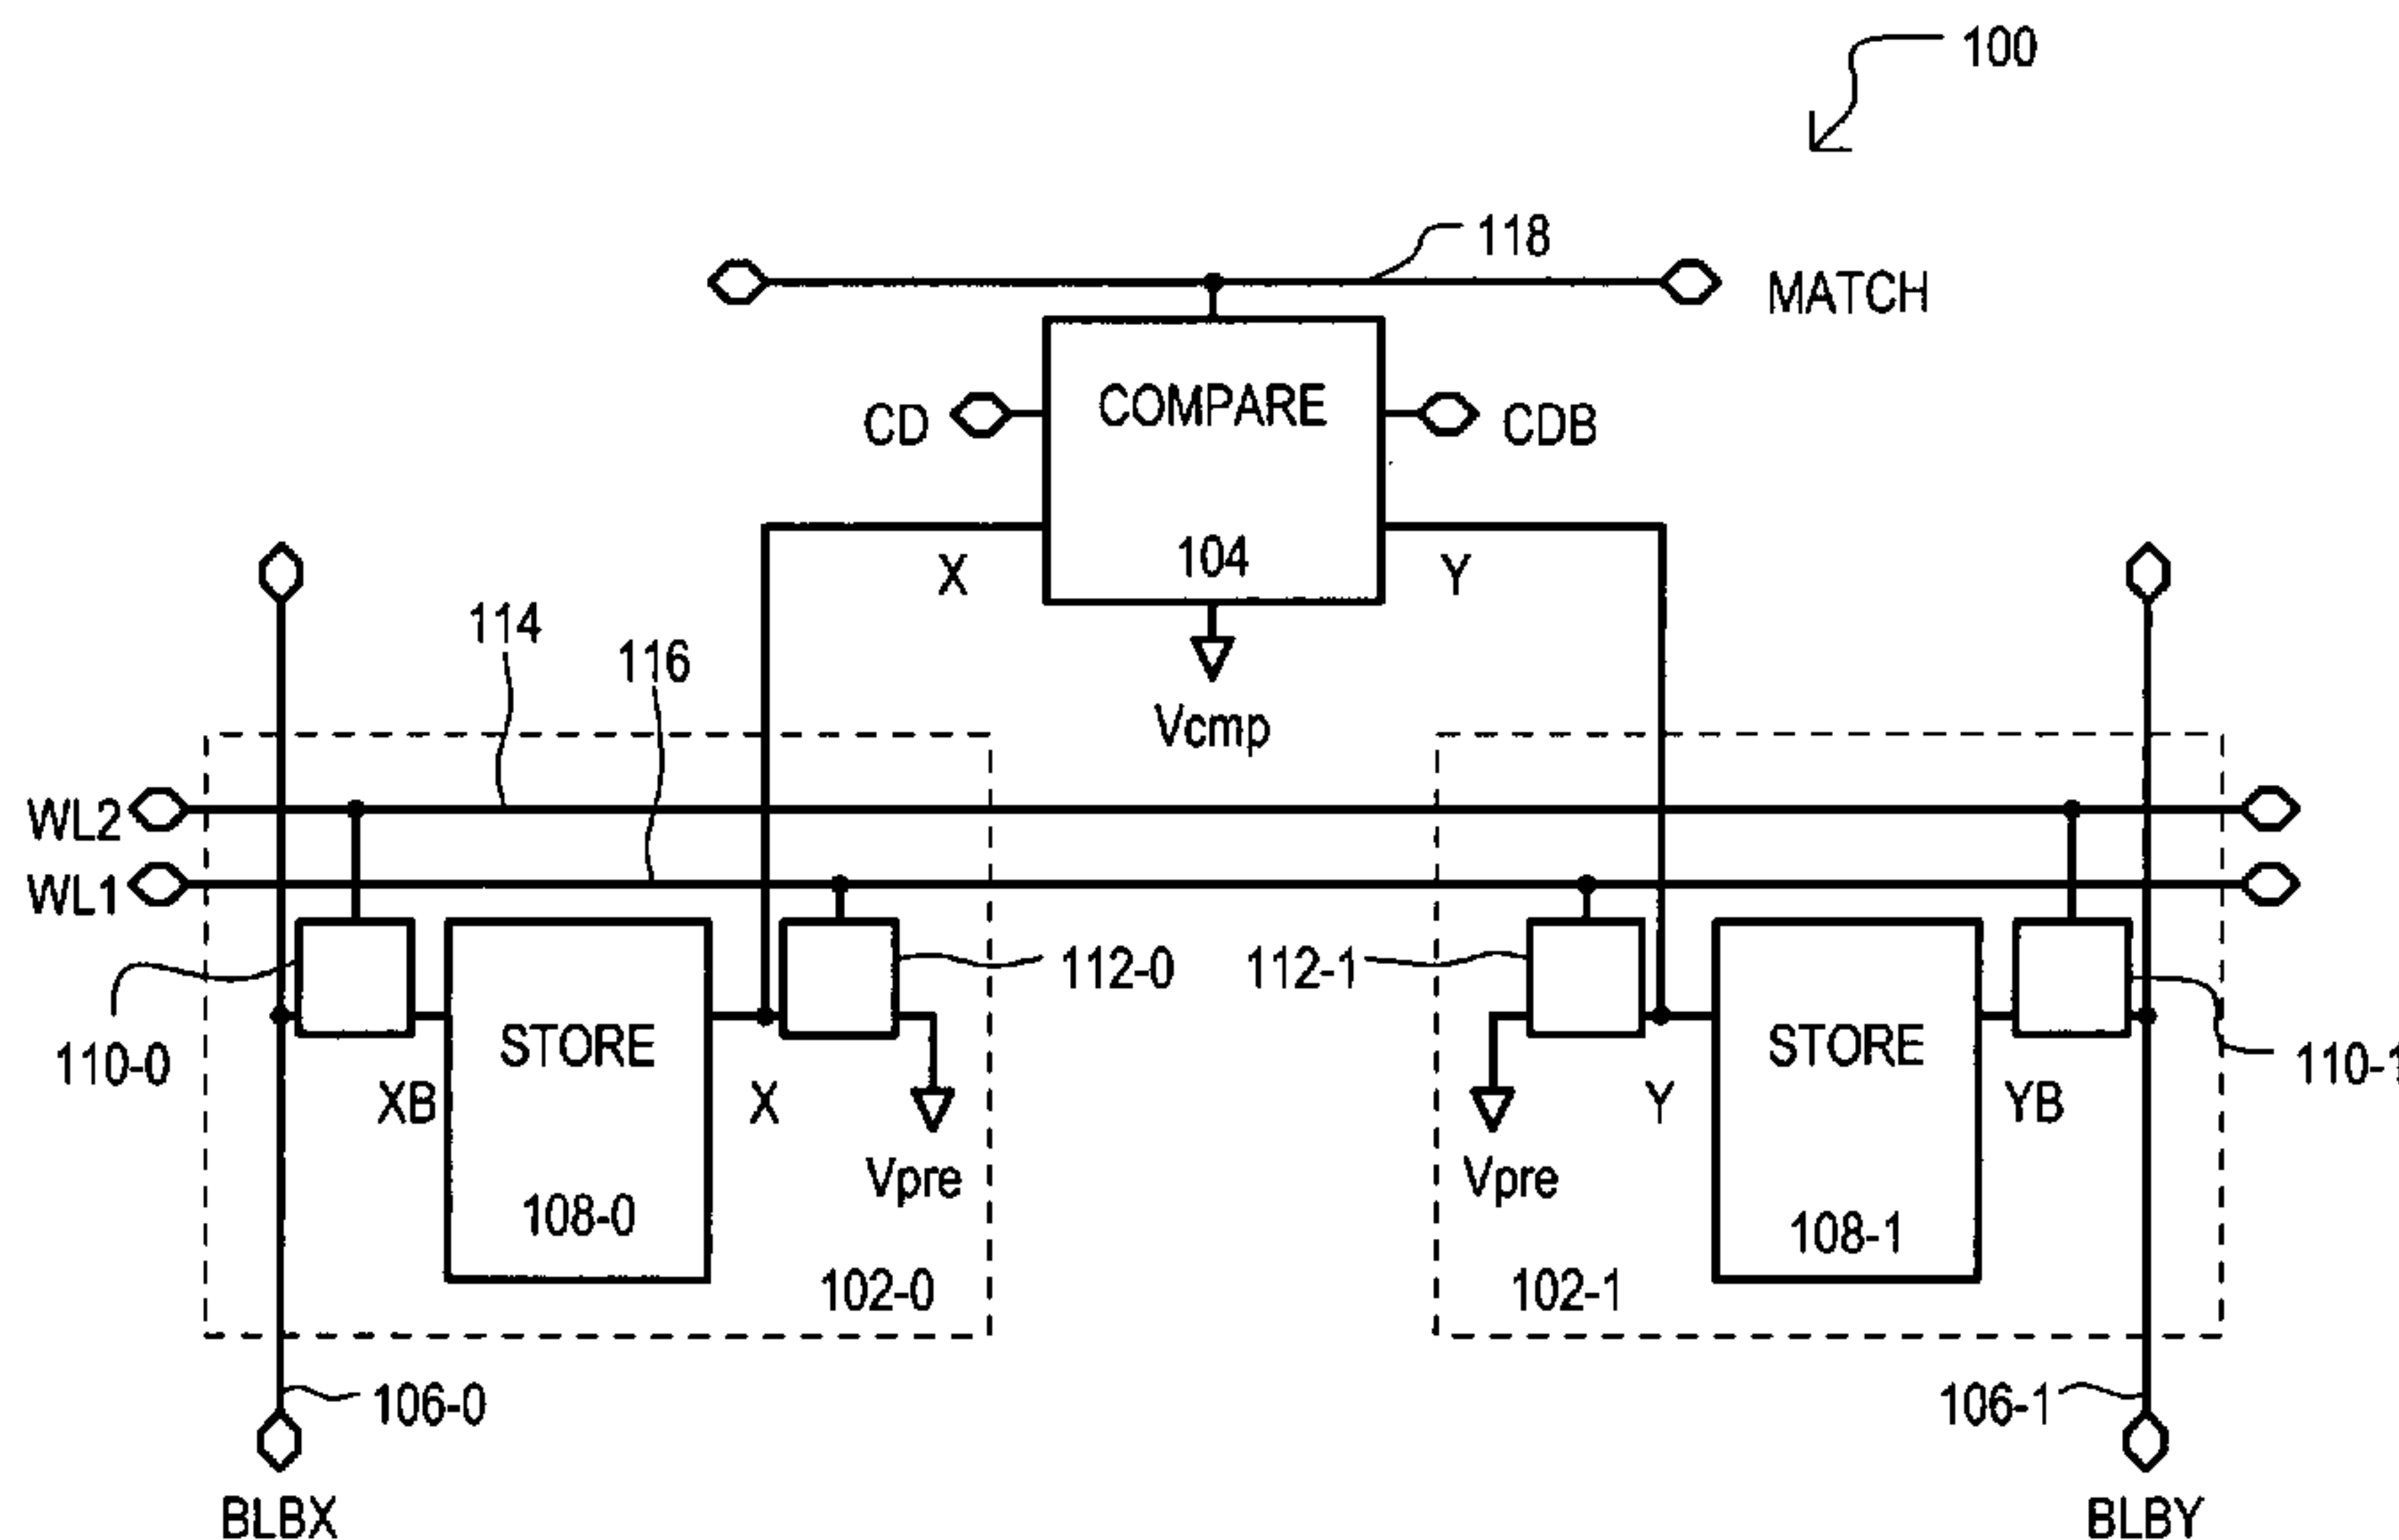 100
118
MATCH
COMPARE
CD
CDB
104
X
Y
114
116
Vcmp
WL2
WL1
112-0
112-1
STORE
STORE
110-0
110-1
XB
X
Y
YB
Vpre
Vpre
108-0
108-1
102-0
102-1
106-0
106-1
BLBX
BLBY